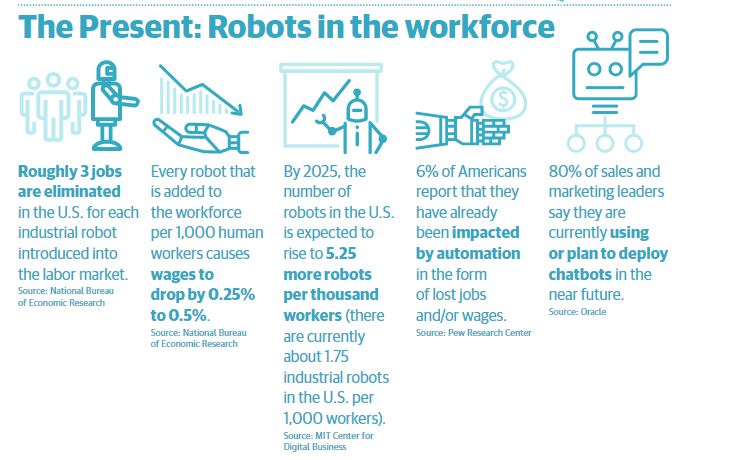 The Present: Robots in the workforce
Roughly 3 jobs
are eliminated
in the U.S. for each
industrial robot
introduced into
the labor market.
Source: National Bureau
of Economic Research
Every robot that
is added to
the workforce
per 1,000 human
workers causes
wages to
drop by 0.25%
to 0.5%.
Source: National Bureau
of Economic Research
By 2025, the
number of
robots in the U.S.
is expected to
rise to 5.25
more robots
per thousand
workers (there
are currently
about 1.75
industrial robots
in the U.S. per
1,000 workers).
Source: MIT Center for
Digital Business
$
6% of Americans
report that they
have already
been impacted
by automation
in the form
of lost jobs
and/or wages.
Source: Pew Research Center
80% of sales and
marketing leaders
say they are
currently using
or plan to deploy
chatbots in the
near future.
Source: Oracle